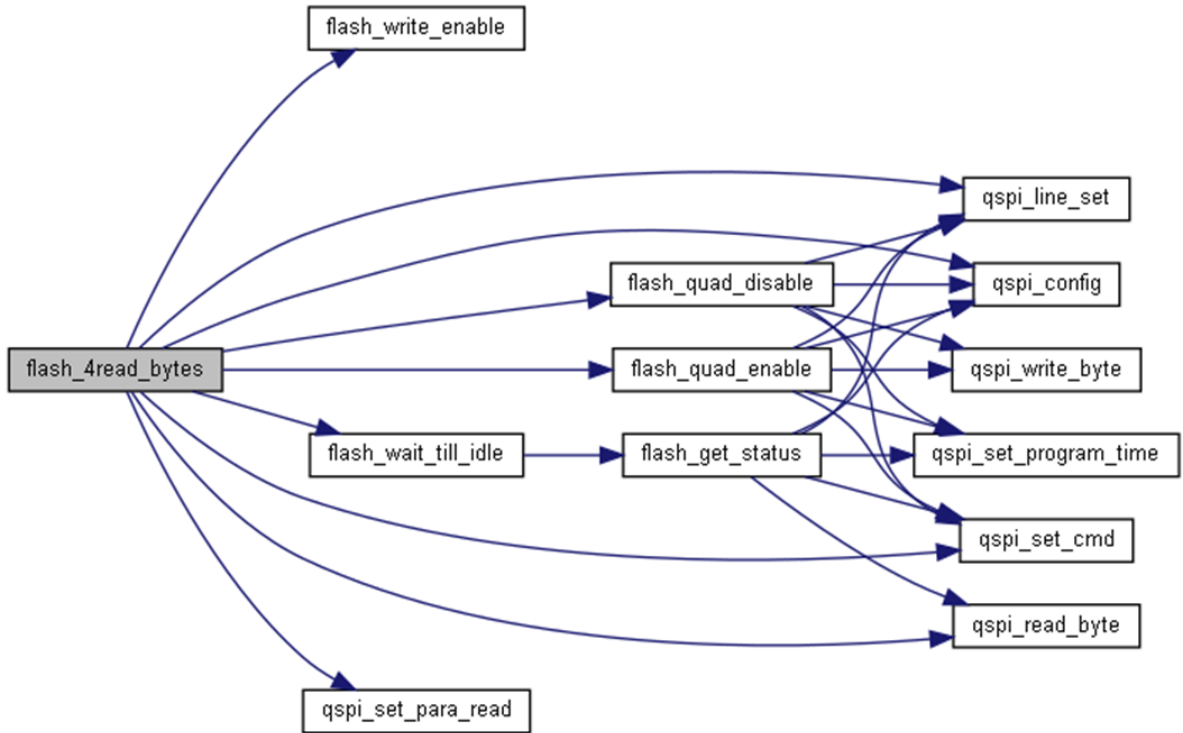 flash_write_enable
qspi_line_set
flash_quad_disable
qspi_config
flash_4read_bytes
flash_quad_enable
qspi_write_byte
flash_wait_till_idle
flash_get_status
qspi_set_program_time
qspi_set_cmd
qspi_read_byte
qspi_set_para_read